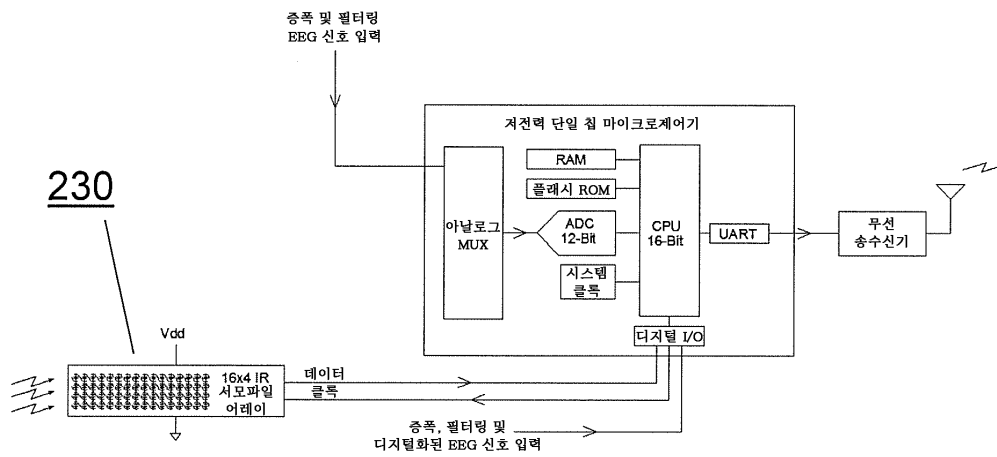 증폭 및 필터링
EEG 신호 입력
저전력 단일 칩 마이크로제어기
RAM
플래시 ROM
230
아날로그
MUX
ADC
12-Bit
CPU
16-Bit
UART
무선
송수신기
시스템
클록
Vdd
디지털 I/O
16x4 IR
서모파일
어레이
데이터
클록
증폭, 필터링 및
디지털화된 EEG 신호 입력